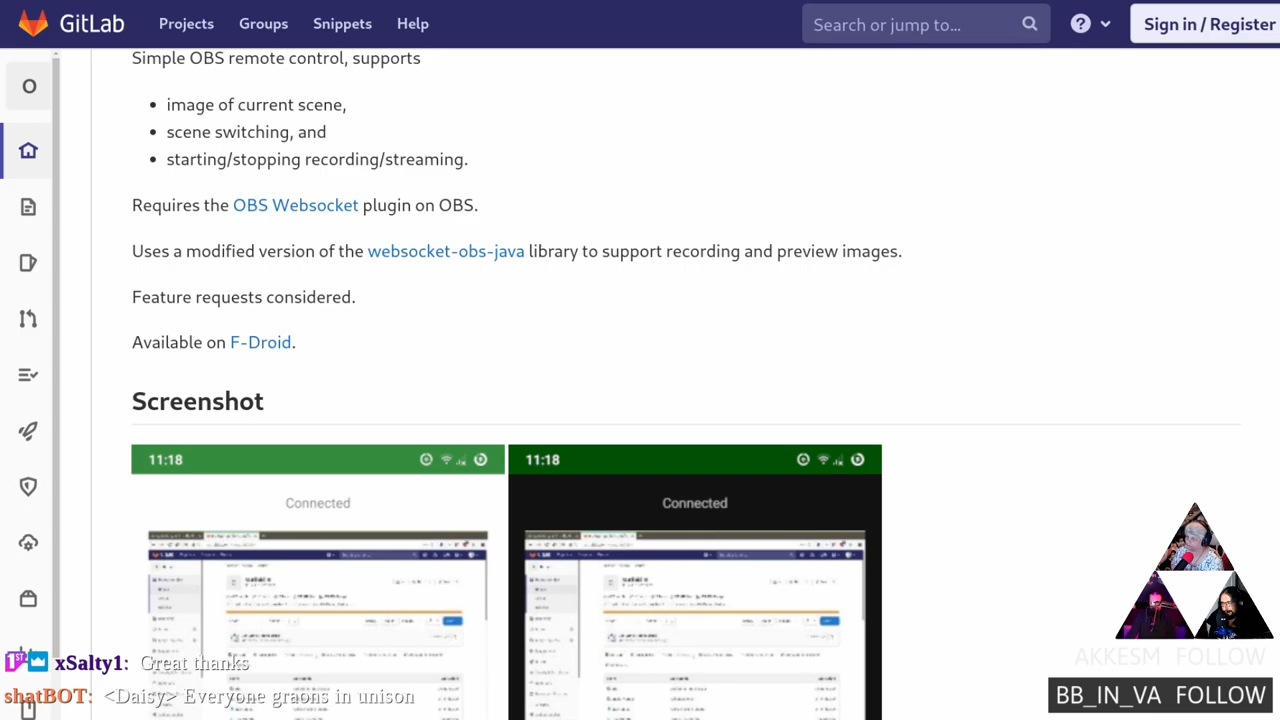 GitLab Projects Groups Snippets Help Search or jump to... Sign in / Register
O
Simple OBS remote control, supports
image of current scene,
scene switching, and
starting/stopping recording/streaming.
Requires the OBS Websocket plugin on OBS.
Uses a modified version of the websocket-obs-java library to support recording and preview images.
Feature requests considered.
Available on F-Droid.
Screenshot
11:18
11:18
Connected
Connected
1ST xSalty1: Great thanks
shatBOT: <Daisy> Everyone graons in unison
AKKESM FOLLOW
BB_IN_VA FOLLOW